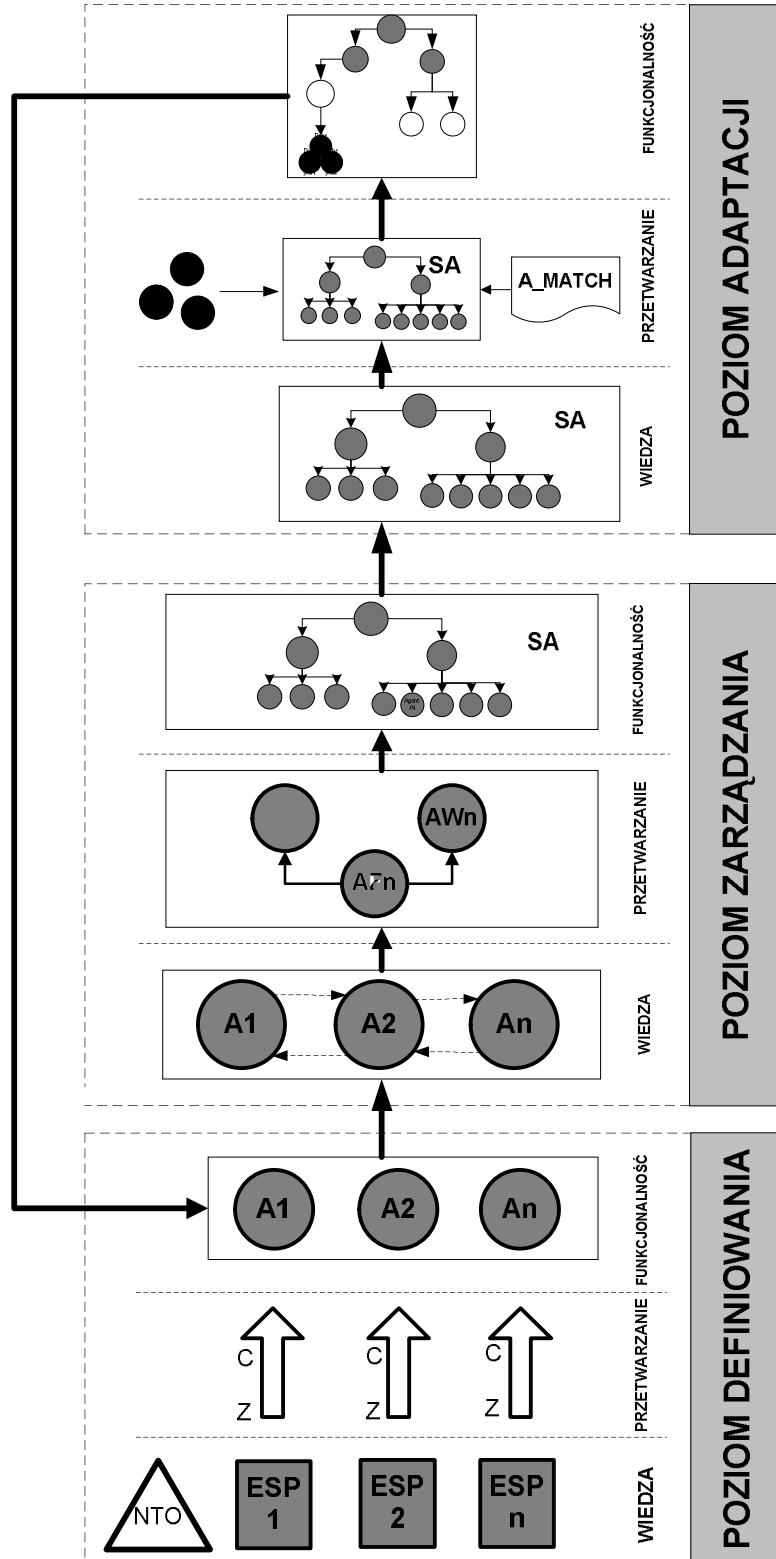 FUNKCJONALNOŚĆ
POZIOM ADAPTACJI
SA
A_MATCH
PRZETWARZANIE
SA
WIEDZA
SA
Agent
FUNKCJONALNOŚĆ
POZIOM ZARZĄDZANIA
AWn
PRZETWARZANIE
A1
A2
An
WIEDZA
A1
A2
An
FUNKCJONALNOŚĆ
POZIOM DEFINIOWANIA
C
C
C
Z
Z
Z
PRZETWARZANIE
NTO
ESP
1
ESP
2
ESP
n
WIEDZA